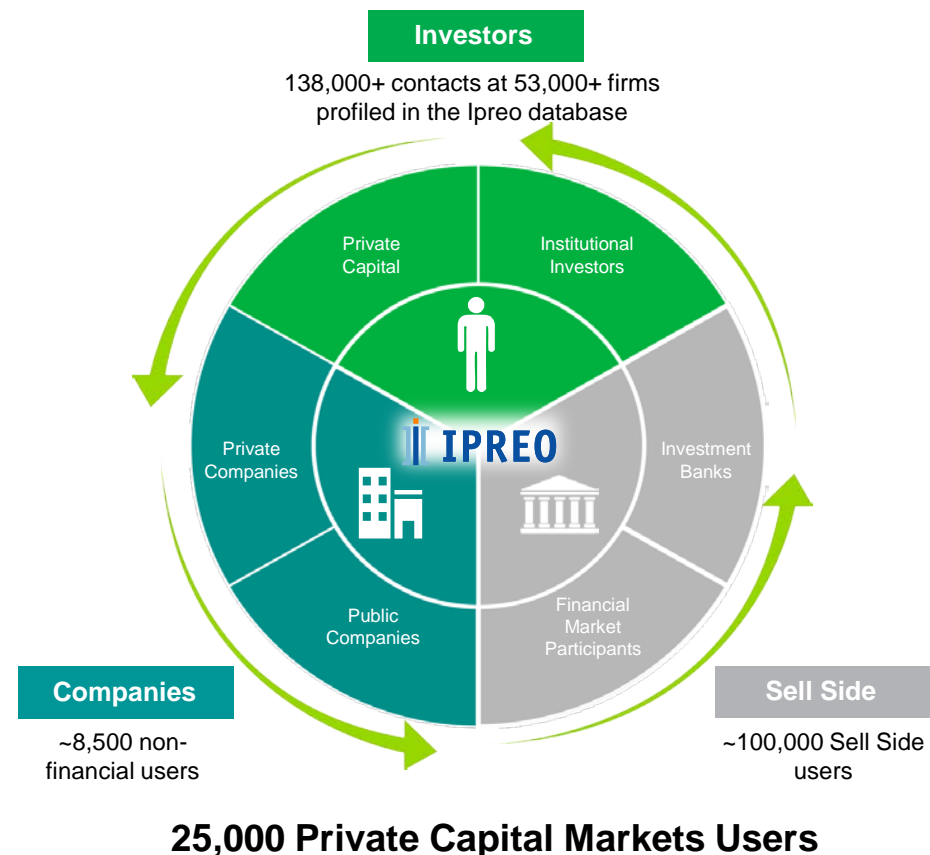 Investors
138,000+ contacts at 53,000+ firms
profiled in the Ipreo database
Private
Capital
Institutional
Investors
IPREO
Private
Companies
Investment
Banks
Public
Companies
Financial
Market
Participants
Companies
~8,500 non-
financial users
Sell Side
~100,000 Sell Side
users
25,000 Private Capital Markets Users